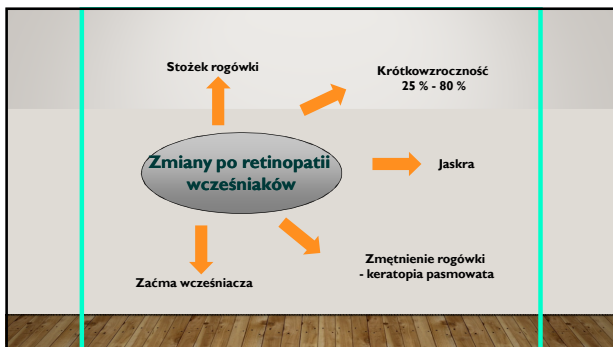 Stożek rogówki
Krótkowzroczność
25 % - 80 %
Zmiany po retinopatii
wcześniaków
Jaskra
Zmętnienie rogówki
- keratopia pasmowata
Zaćma wcześniacza